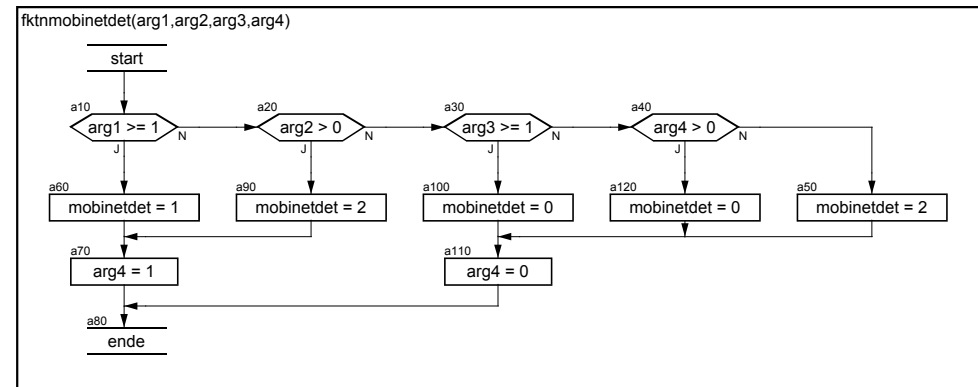 fktnmobinetdet(arg1,arg2,arg3,arg4)
start
a10
a20
a30
a40
arg1 >= 1
N
arg2 > 0
N
arg3 >= 1
N
arg4 > 0
N
J
J
J
J
a60
a90
a100
a120
a50
mobinetdet = 1
mobinetdet = 2
mobinetdet = 0
mobinetdet = 0
mobinetdet = 2
a70
a110
arg4 = 1
arg4 = 0
a80
ende